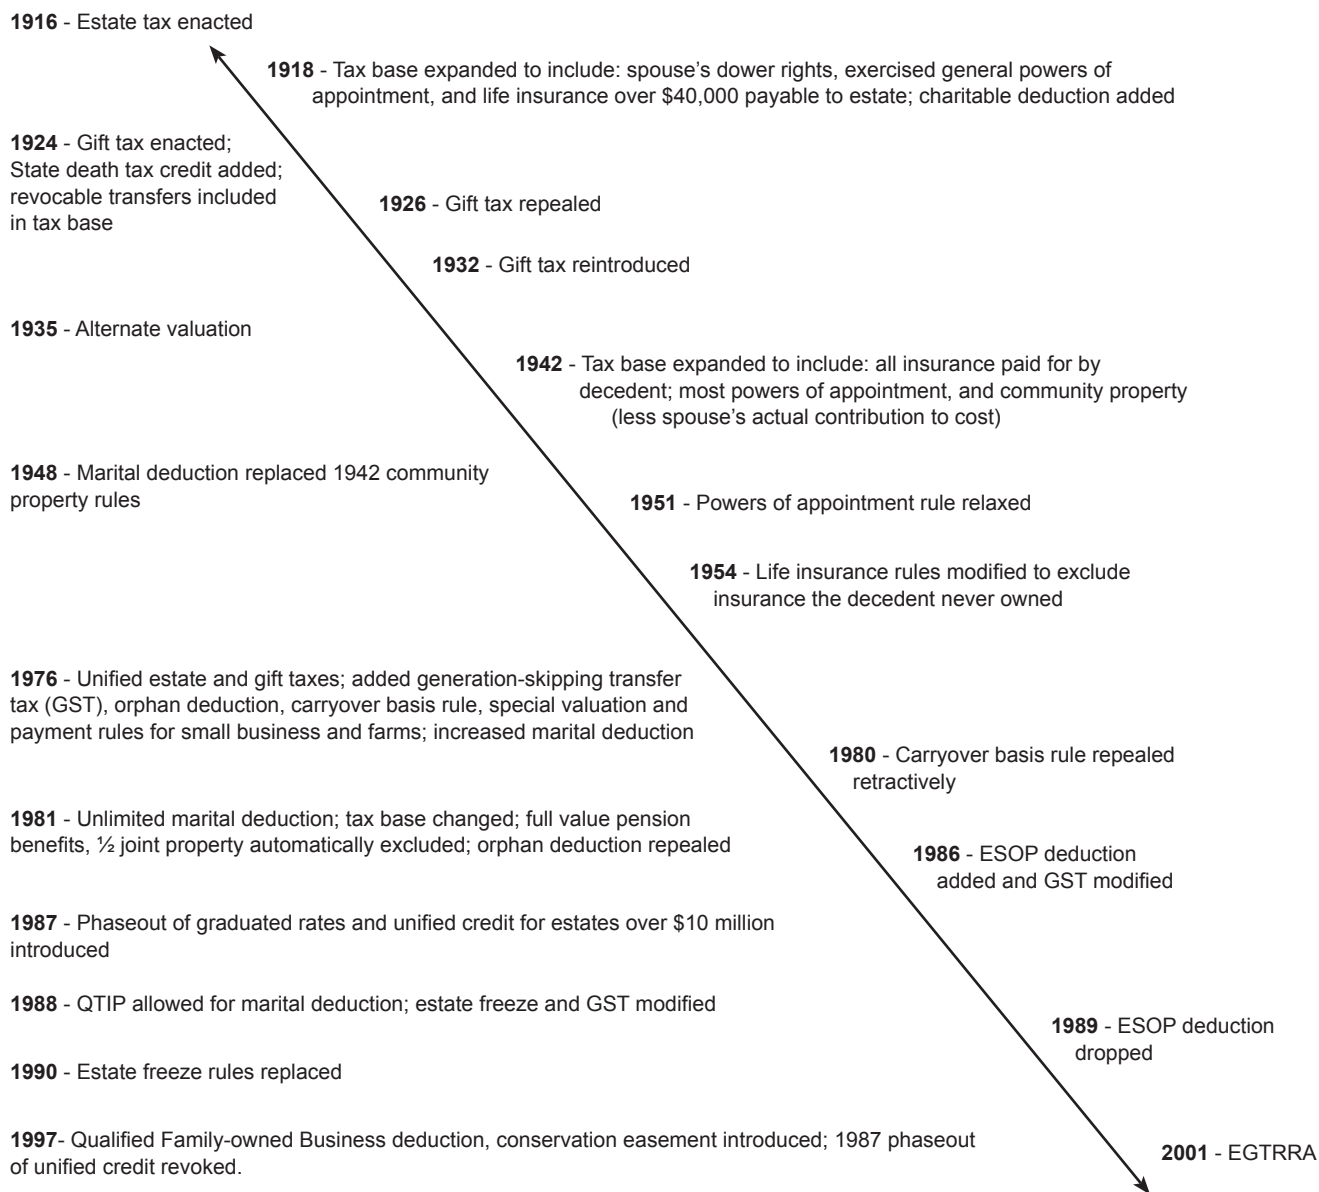 1916 - Estate tax enacted
1918 - Tax base expanded to include: spouse’s dower rights, exercised general powers of
appointment, and life insurance over $40,000 payable to estate; charitable deduction added
1924 - Gift tax enacted;
State death tax credit added;
revocable transfers included
in tax base
1926 - Gift tax repealed
1932 - Gift tax reintroduced
1935 - Alternate valuation
1942 - Tax base expanded to include: all insurance paid for by
decedent; most powers of appointment, and community property
(less spouse’s actual contribution to cost)
1948 - Marital deduction replaced 1942 community
property rules
1951 - Powers of appointment rule relaxed
1954 - Life insurance rules modified to exclude
insurance the decedent never owned
1976 - Unified estate and gift taxes; added generation-skipping transfer
tax (GST), orphan deduction, carryover basis rule, special valuation and
payment rules for small business and farms; increased marital deduction
1980 - Carryover basis rule repealed
retractively
1981 - Unlimited marital deduction; tax base changed; full value pension
benefits, ½ joint property automatically excluded; orphan deduction repealed
1986 - ESOP deduction
added and GST modified
1987 - Phaseout of graduated rates and unified credit for estates over $10 million
introduced
1988 - QTIP allowed for marital deduction; estate freeze and GST modified
1989 - ESOP deduction
dropped
1990 - Estate freeze rules replaced
1997- Qualified Family-owned Business deduction, conservation easement introduced; 1987 phaseout
of unified credit revoked.
2001 - EGTRRA